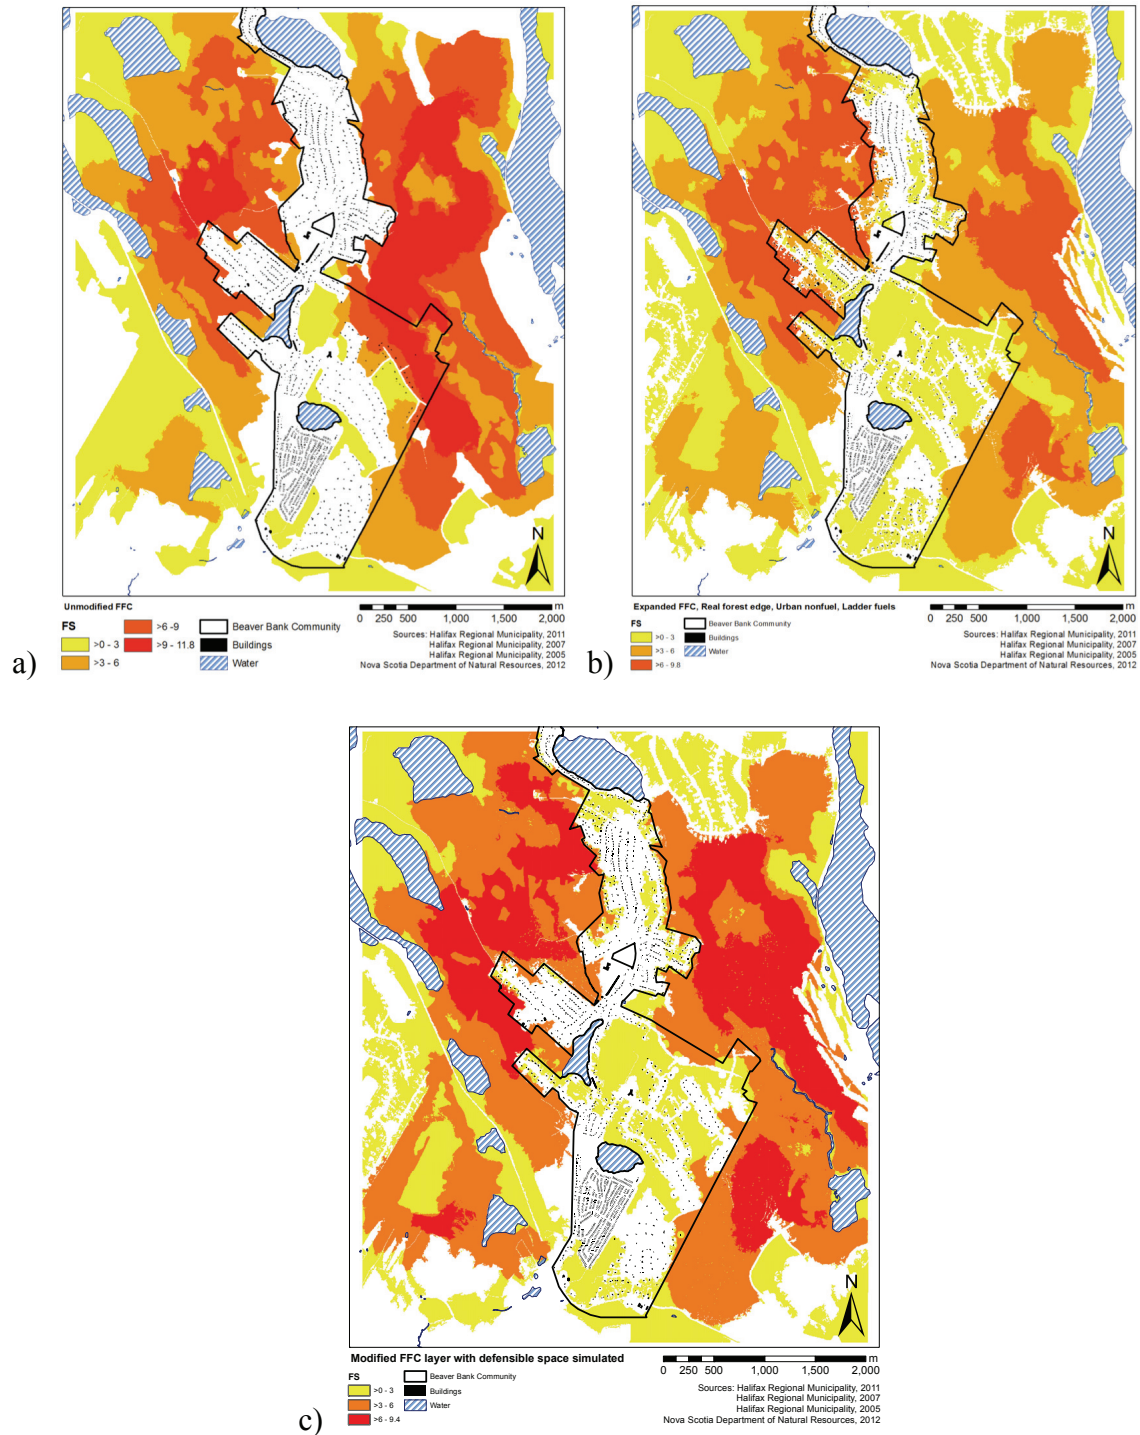 N
Unmodified FFC
FS
>0 - 3
>3 - 6
>6 -9
>9 - 11.8
Beaver Bank Community
Buildings
Water
m
0 250 500 1,000 1,500 2,000
Sources: Halifax Regional Municipality, 2011
Halifax Regional Municipality, 2007
Halifax Regional Municipality, 2005
Nova Scotia Department of Natural Resources, 2012
a)
N
Expanded FFC, Real forest edge, Urban nonfuel, Ladder fuels
FS
>0 - 3
>3 - 6
>6 - 9.8
Beaver Bank Community
Buildings
Water
m
0 250 500 1,000 1,500 2,000
Sources: Halifax Regional Municipality, 2011
Halifax Regional Municipality, 2007
Halifax Regional Municipality, 2005
Nova Scotia Department of Natural Resources, 2012
b)
N
Modified FFC layer with defensible space simulated
FS
>0 - 3
>3 - 6
>6 - 9.4
Beaver Bank Community
Buildings
Water
m
0 250 500 1,000 1,500 2,000
Sources: Halifax Regional Municipality, 2011
Halifax Regional Municipality, 2007
Halifax Regional Municipality, 2005
Nova Scotia Department of Natural Resources, 2012
c)